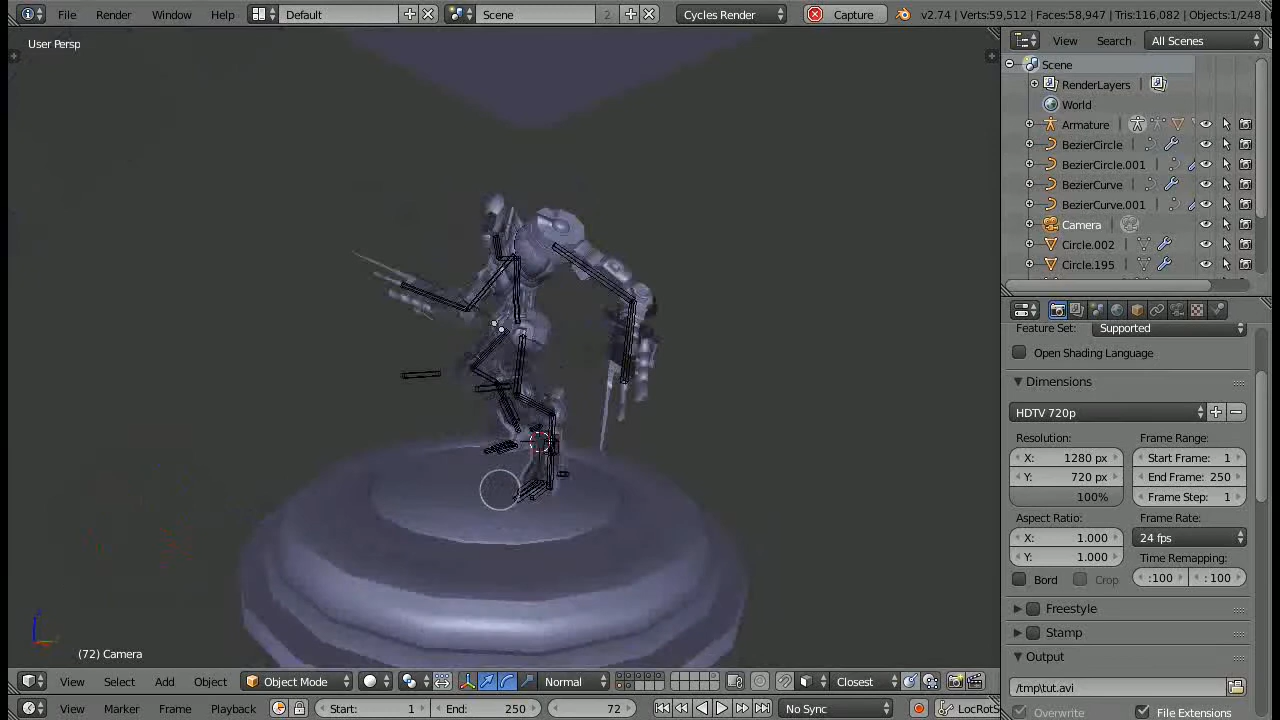 File Render Window Help Default Scene 2 Cycles Render Capture v2.74 | Verts:59,512 | Faces:58,947 | Tris:116,082 | Objects:1/248 |
User Persp
View Search All Scenes
Scene
RenderLayers
World
Armature
BezierCircle
BezierCircle.001
BezierCurve
BezierCurve.001
Camera
Circle.002
Circle.195
Feature Set: Supported
Open Shading Language
Dimensions
HDTV 720p
Resolution: Frame Range:
X: 1280 px Start Frame: 1
Y: 720 px End Frame: 250
100% Frame Step: 1
Aspect Ratio: Frame Rate:
X: 1.000 24 fps
Y: 1.000 Time Remapping:
Bord Crop :100 : 100
Freestyle
Stamp
Output
/tmp\tut.avi
Overwrite File Extensions
(72) Camera
View Select Add Object Object Mode Normal Closest
View Marker Frame Playback Start: 1 End: 250 72 No Sync LocRotS